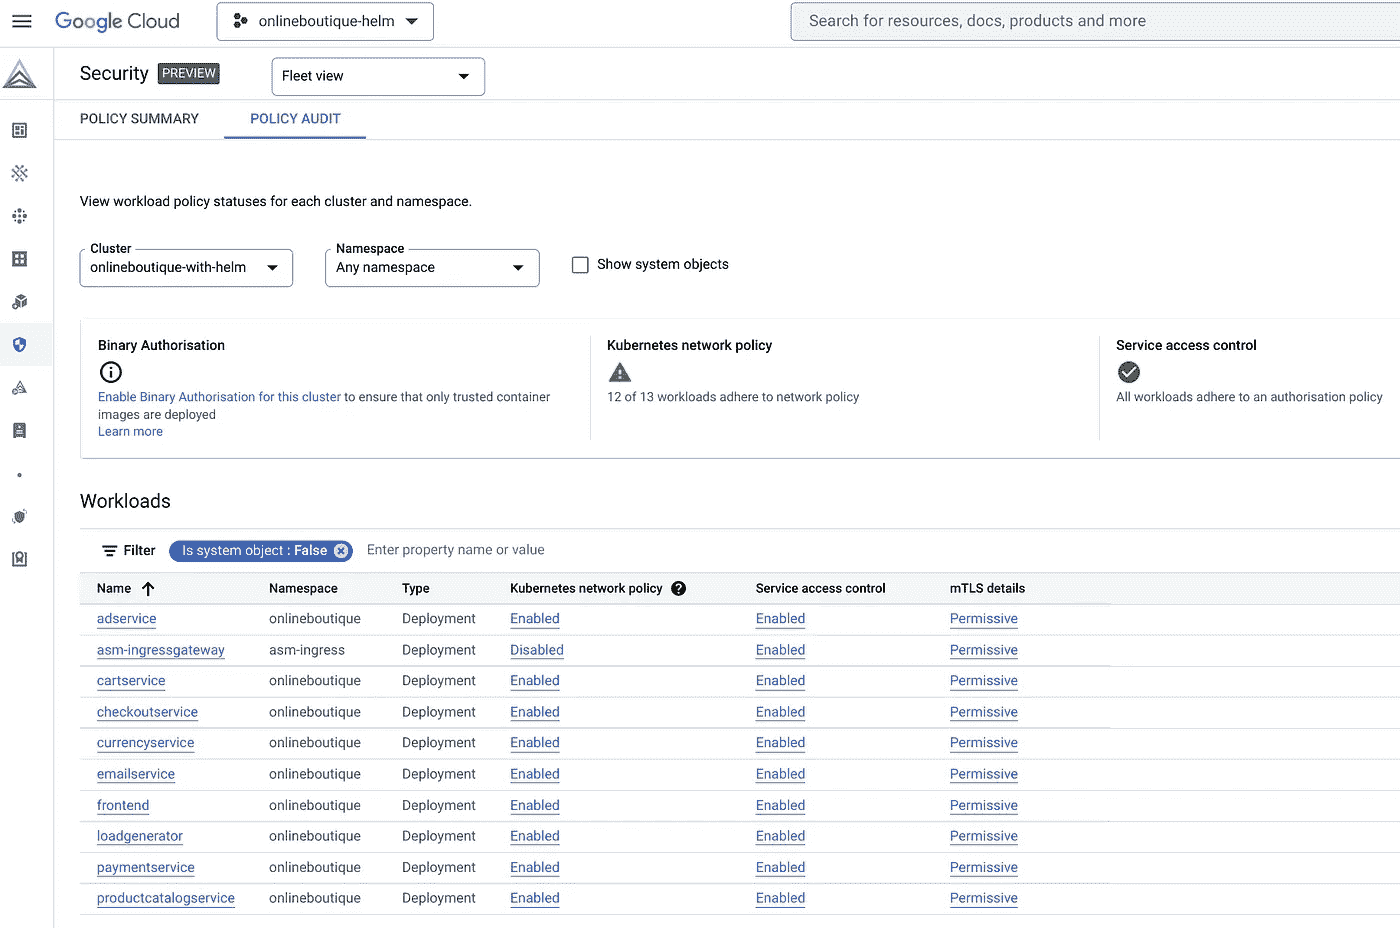 Google Cloud
onlineboutique-helm
Search for resources, docs, products and more
Security PREVIEW
Fleet view
POLICY SUMMARY
POLICY AUDIT
View workload policy statuses for each cluster and namespace.
Cluster
onlineboutique-with-helm
Namespace
Any namespace
Show system objects
Binary Authorisation
Enable Binary Authorisation for this cluster to ensure that only trusted container
images are deployed
Learn more
Kubernetes network policy
12 of 13 workloads adhere to network policy
Service access control
All workloads adhere to an authorisation policy
Workloads
Filter Is system object : False Enter property name or value
Name Namespace Type Kubernetes network policy Service access control mTLS details
adservice onlineboutique Deployment Enabled Enabled Permissive
asm-ingressgateway asm-ingress Deployment Disabled Enabled Permissive
cartservice onlineboutique Deployment Enabled Enabled Permissive
checkoutservice onlineboutique Deployment Enabled Enabled Permissive
currencyservice onlineboutique Deployment Enabled Enabled Permissive
emailservice onlineboutique Deployment Enabled Enabled Permissive
frontend onlineboutique Deployment Enabled Enabled Permissive
loadgenerator onlineboutique Deployment Enabled Enabled Permissive
paymentservice onlineboutique Deployment Enabled Enabled Permissive
productcatalogservice onlineboutique Deployment Enabled Enabled Permissive